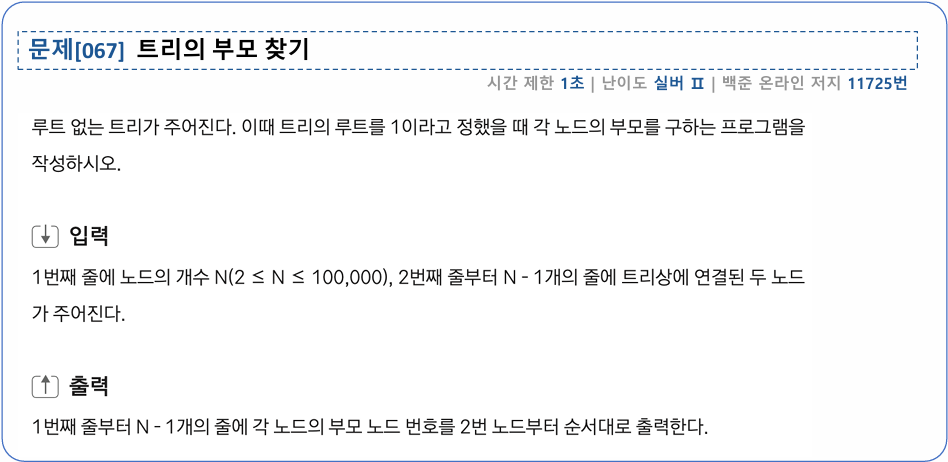 문제[067] 트리의 부모 찾기
시간 제한 1초 | 난이도 실버 Ⅱ | 백준 온라인 저지 11725번
루트 없는 트리가 주어진다. 이때 트리의 루트를 1이라고 정했을 때 각 노드의 부모를 구하는 프로그램을
작성하시오.
입력
1번째 줄에 노드의 개수 N(2 ≤ N ≤ 100,000), 2번째 줄부터 N - 1개의 줄에 트리상에 연결된 두 노드
가 주어진다.
출력
1번째 줄부터 N - 1개의 줄에 각 노드의 부모 노드 번호를 2번 노드부터 순서대로 출력한다.